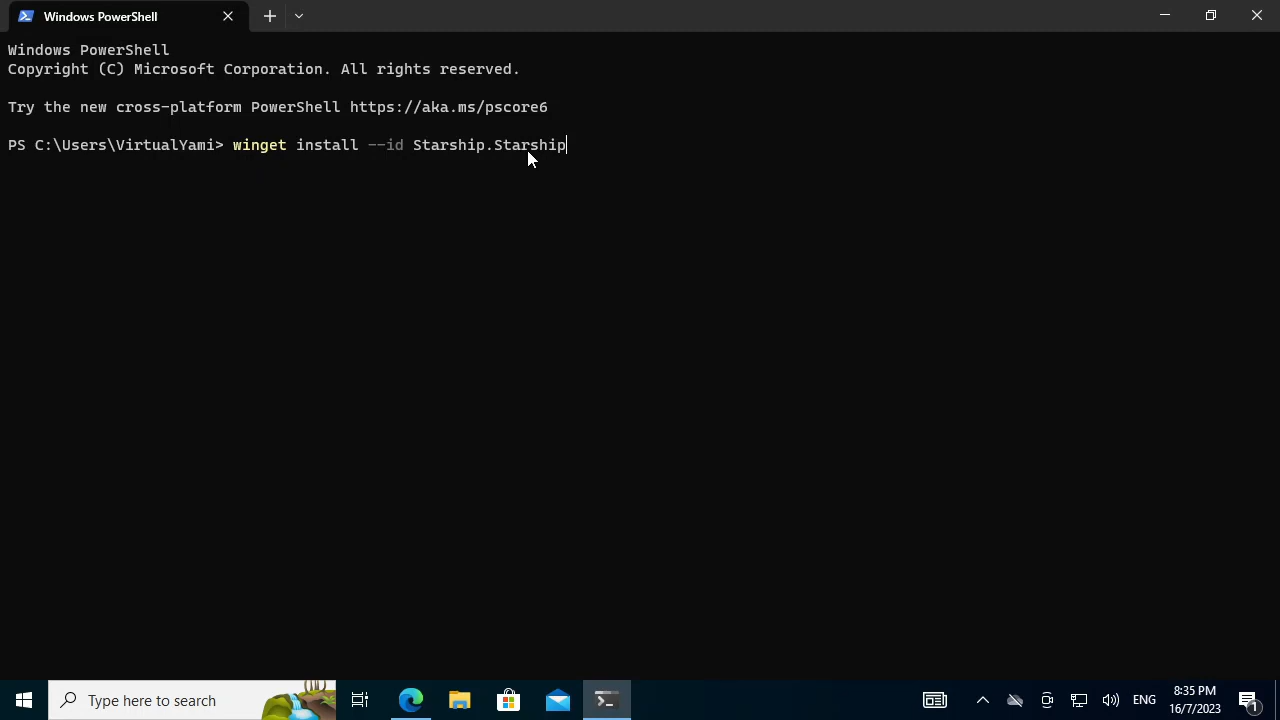 Windows PowerShell
Windows PowerShell
Copyright (C) Microsoft Corporation. All rights reserved.
Try the new cross-platform PowerShell https://aka.ms/pscore6
PS C:\Users\VirtualYami> winget install --id Starship.Starship
Type here to search
ENG
8:35 PM
16/7/2023
1